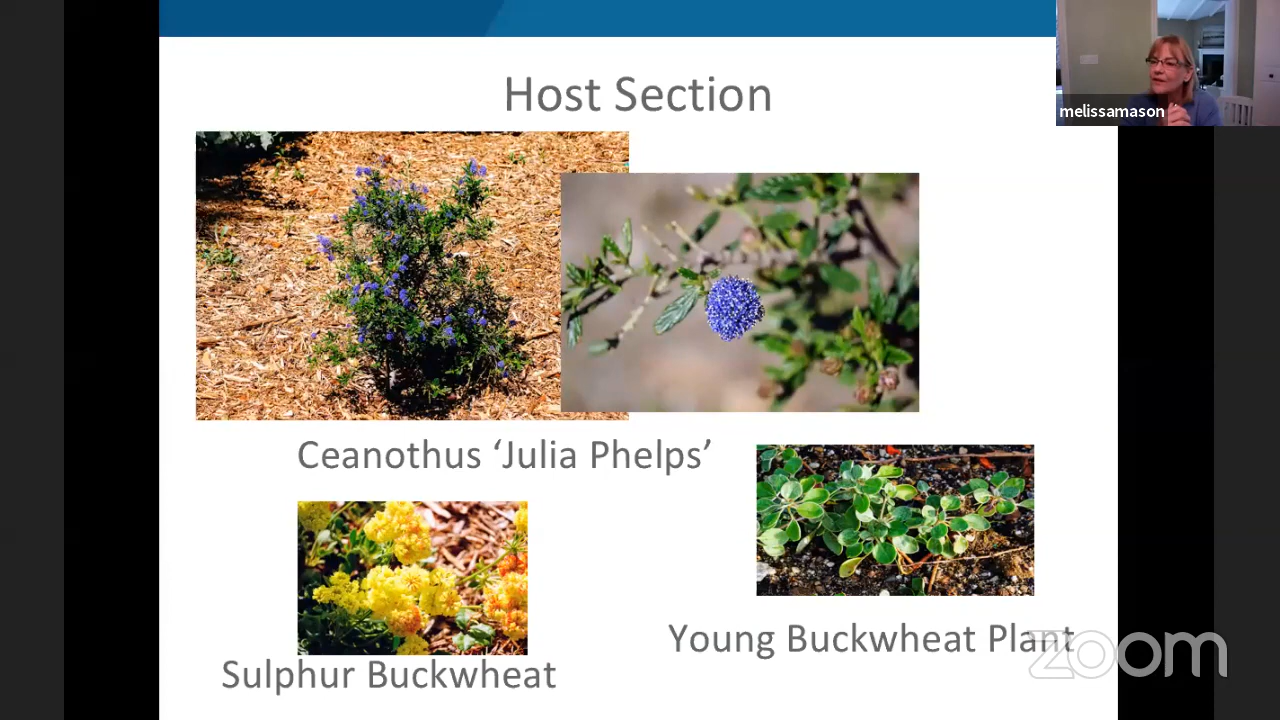 Host Section
melissamason
Ceanothus ‘Julia Phelps’
Sulphur Buckwheat
Young Buckwheat Plant
zoom